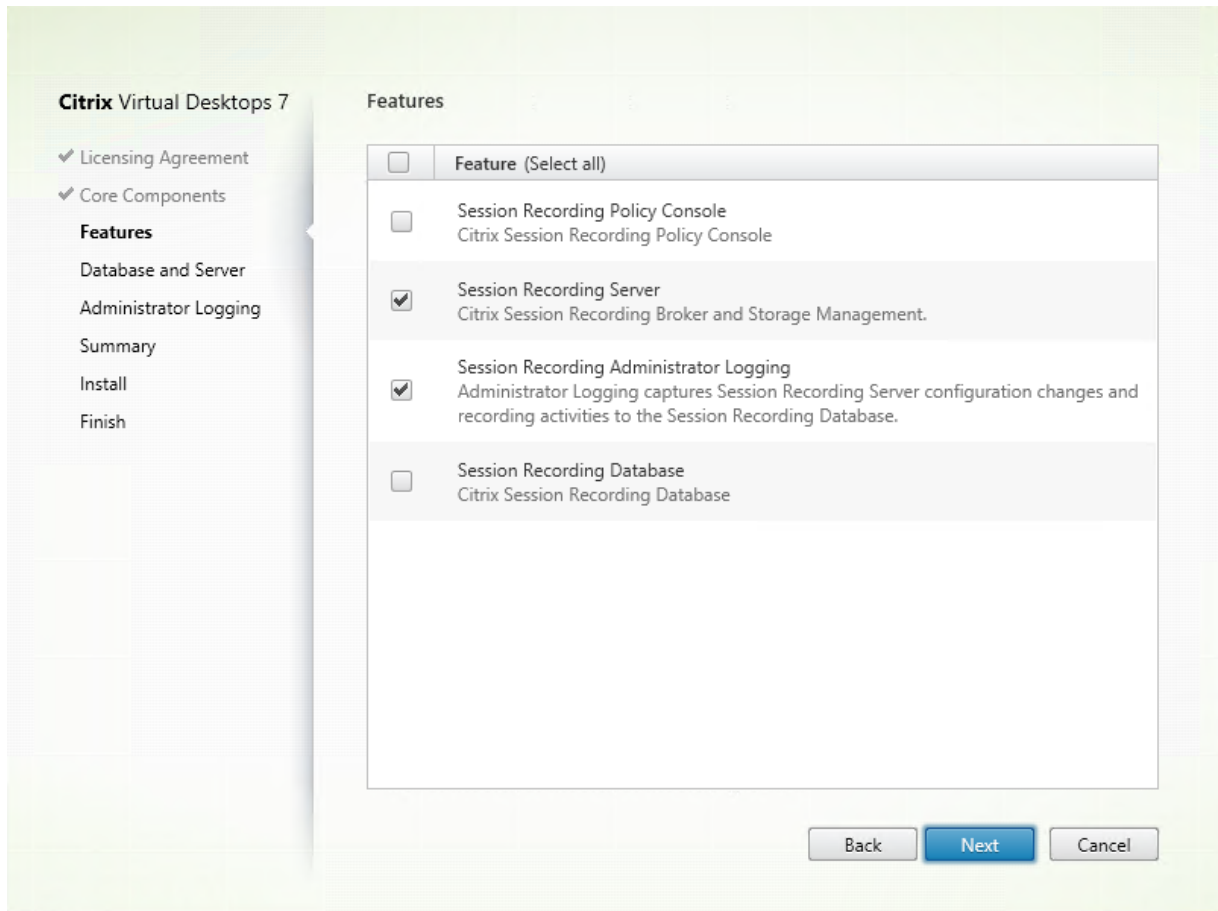 Citrix Virtual Desktops 7
Licensing Agreement
Core Components
Features
Database and Server
Administrator Logging
Summary
Install
Finish
Features
Feature (Select all)
Session Recording Policy Console
Citrix Session Recording Policy Console
Session Recording Server
Citrix Session Recording Broker and Storage Management.
Session Recording Administrator Logging
Administrator Logging captures Session Recording Server configuration changes and
recording activities to the Session Recording Database.
Session Recording Database
Citrix Session Recording Database
Back
Next
Cancel